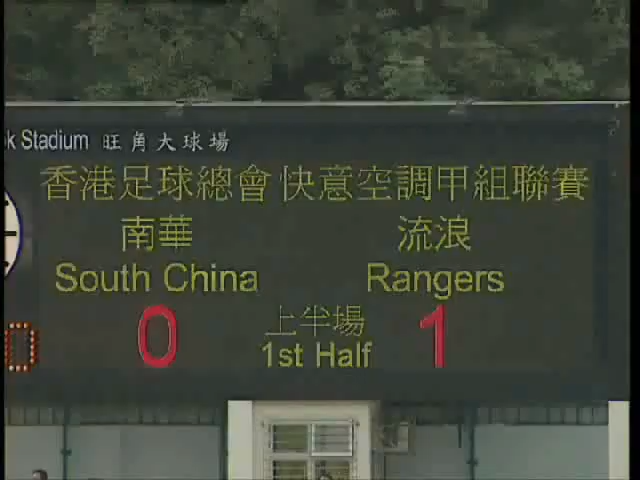 k Stadium 旺角大球場
香港足球總會 快意空調甲組聯賽
南華 流浪
South China Rangers
上半場
0 1
1st Half